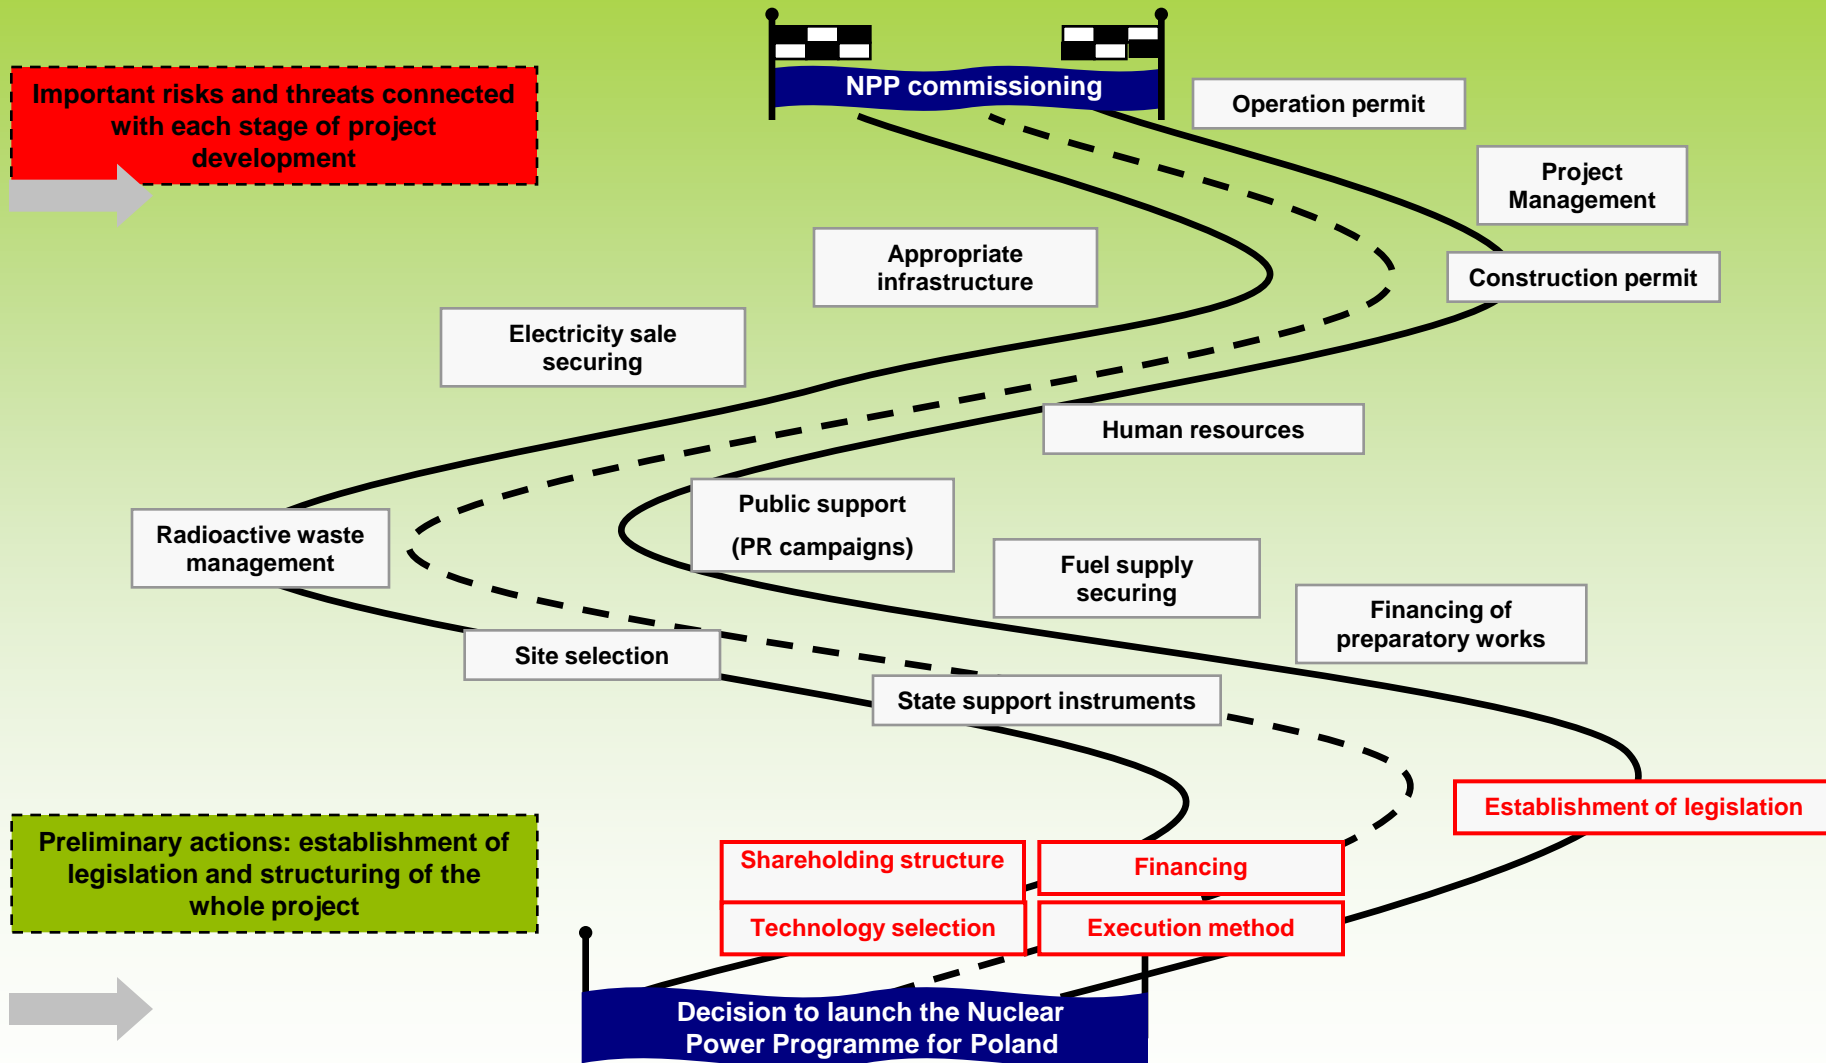 NPP commissioning
Important risks and threats connected
with each stage of project
development
Operation permit
Project
Management
Appropriate
infrastructure
Construction permit
Electricity sale
securing
Human resources
Public support
(PR campaigns)
Radioactive waste
management
Fuel supply
securing
Financing of
preparatory works
Site selection
State support instruments
Establishment of legislation
Preliminary actions: establishment of
legislation and structuring of the
whole project
Shareholding structure
Financing
Technology selection
Execution method
Decision to launch the Nuclear
Power Programme for Poland